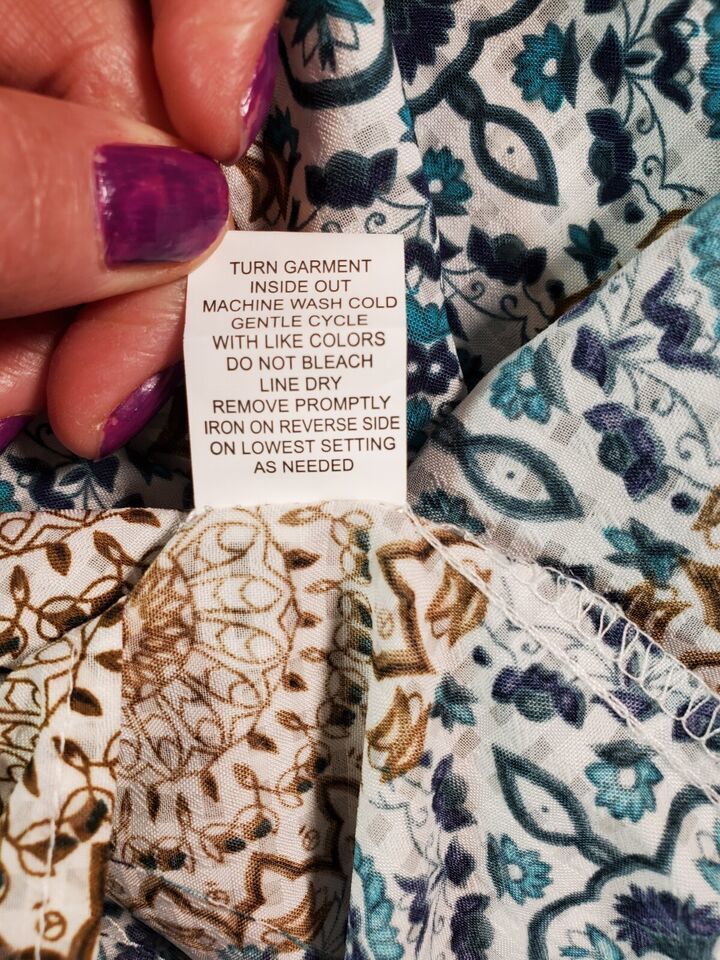 TURN GARMENT
INSIDE OUT
MACHINE WASH COLD
GENTLE CYCLE
WITH LIKE COLORS
DO NOT BLEACH
LINE DRY
REMOVE PROMPTLY
IRON ON REVERSE SIDE
ON LOWEST SETTING
AS NEEDED